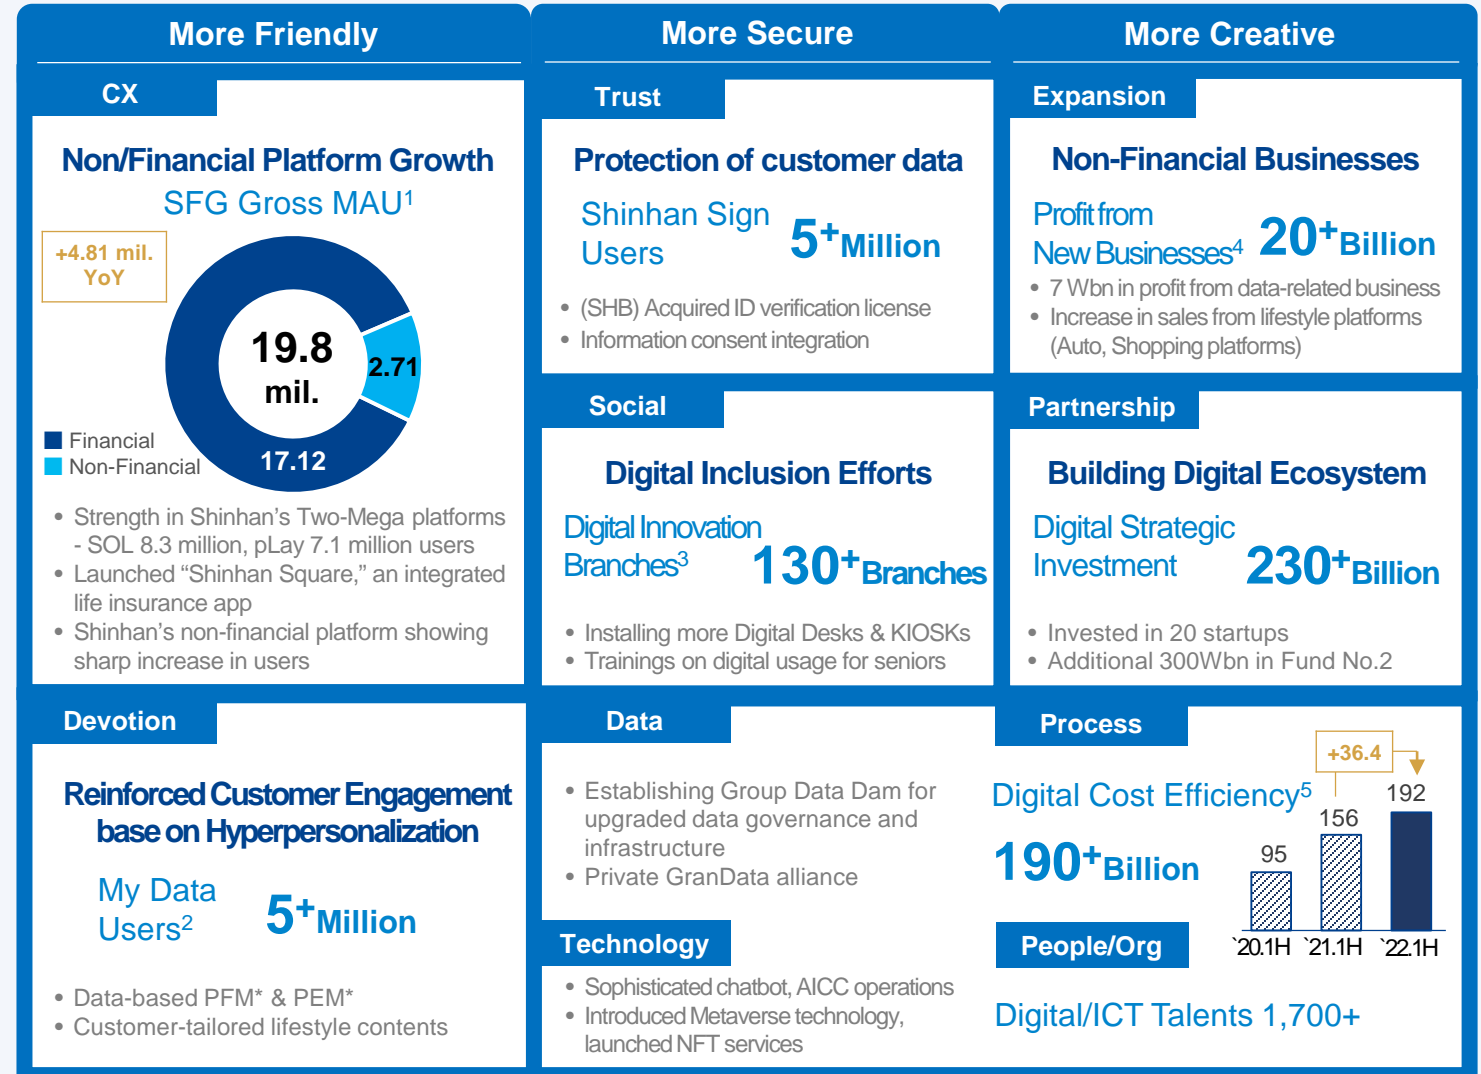 More Friendly
CX
Non/Financial Platform Growth
SFG Gross MAU1
+4.81 mil.
YoY
19.8
mil.
2.71
17.12
Financial
Non-Financial
• Strength in Shinhan's Two-Mega platforms
- SOL 8.3 million, pLay 7.1 million users
• Launched “Shinhan Square,” an integrated
life insurance app
• Shinhan's non-financial platform showing
sharp increase in users
Devotion
Reinforced Customer Engagement
base on Hyperpersonalization
My Data
Users2
5+Million
• Data-based PFM* & PEM*
• Customer-tailored lifestyle contents
More Secure
Trust
Protection of customer data
Shinhan Sign
Users
5+Million
• (SHB) Acquired ID verification license
• Information consent integration
Social
Digital Inclusion Efforts
Digital Innovation
Branches3
130+Branches
• Installing more Digital Desks & KIOSKs
• Trainings on digital usage for seniors
Data
• Establishing Group Data Dam for
upgraded data governance and
infrastructure
• Private GranData alliance
Technology
• Sophisticated chatbot, AICC operations
• Introduced Metaverse technology,
launched NFT services
More Creative
Expansion
Non-Financial Businesses
Profit from
New Businesses4
20+Billion
• 7 Wbn in profit from data-related business
• Increase in sales from lifestyle platforms
(Auto, Shopping platforms)
Partnership
Building Digital Ecosystem
Digital Strategic
Investment
230+Billion
• Invested in 20 startups
• Additional 300Wbn in Fund No.2
Process
Digital Cost Efficiency5
190+Billion
+36.4
95
156
192
`20.1H `21.1H `22.1H
People/Org
Digital/ICT Talents 1,700+